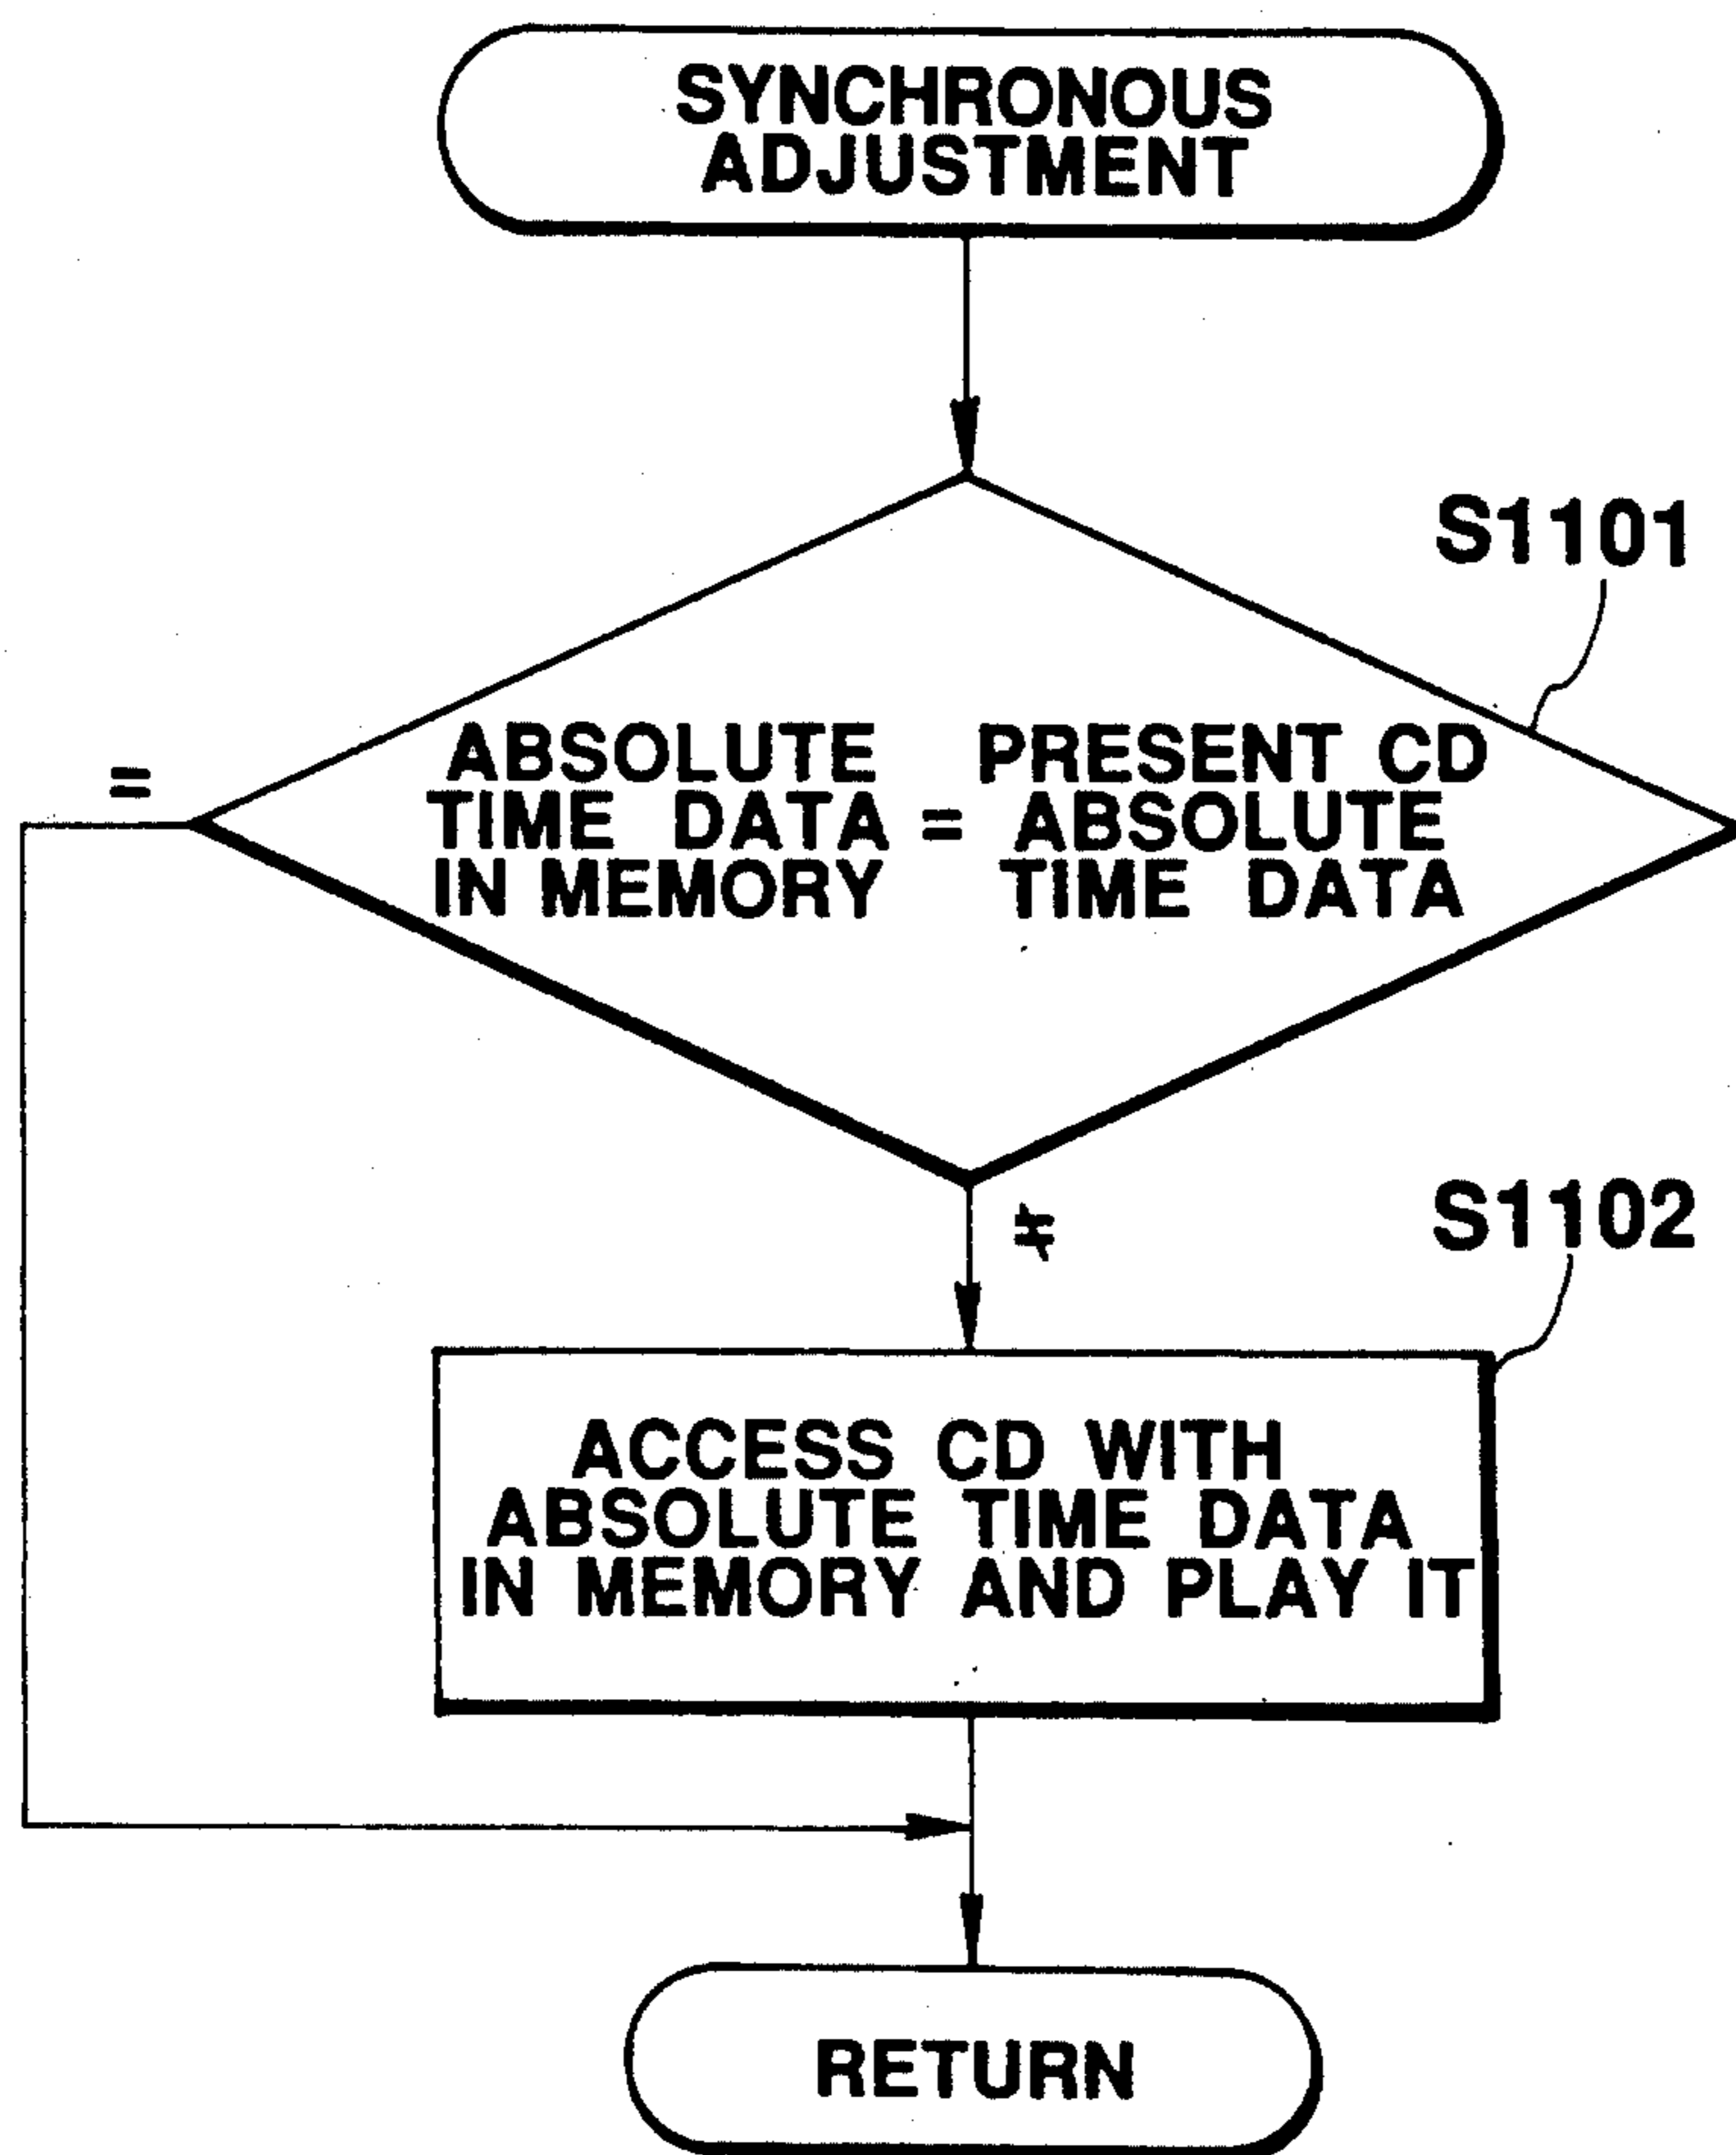 SYNCHRONOUS
ADJUSTMENT
S1101
=
ABSOLUTE
TIME DATA
IN MEMORY
=
PRESENT CD
ABSOLUTE
TIME DATA
≠
S1102
ACCESS CD WITH
ABSOLUTE TIME DATA
IN MEMORY AND PLAY IT
RETURN